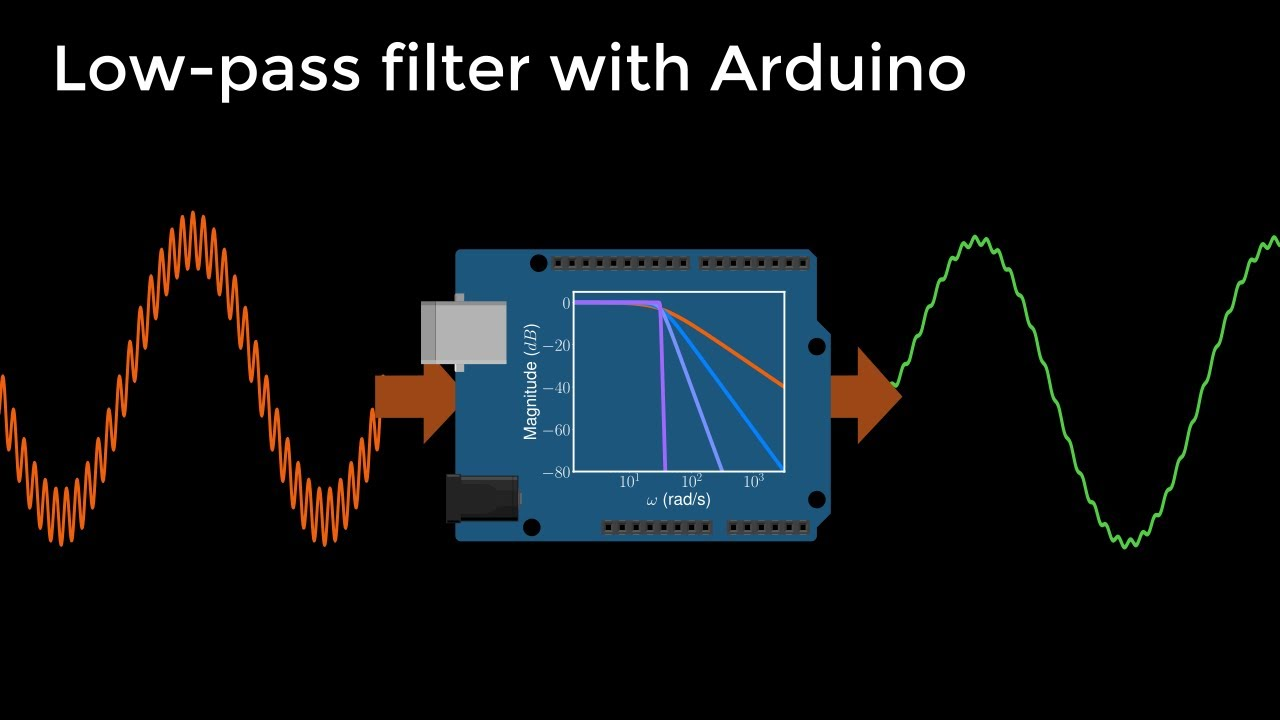 Low-pass filter with Arduino
0
−20
−40
−60
−80
Magnitude (dB)
10¹ 10² 10³
ω (rad/s)